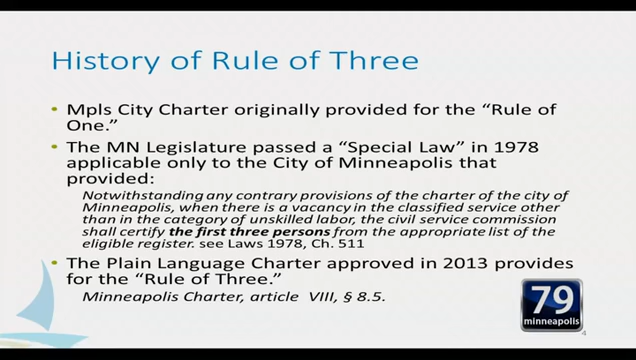 History of Rule of Three
• Mpls City Charter originally provided for the “Rule of
One.”
• The MN Legislature passed a “Special Law” in 1978
applicable only to the City of Minneapolis that
provided:
Notwithstanding any contrary provisions of the charter of the city of
Minneapolis, when there is a vacancy in the classified service other
than in the category of unskilled labor, the civil service commission
shall certify the first three persons from the appropriate list of the
eligible register. see Laws 1978, Ch. 511
• The Plain Language Charter approved in 2013 provides
for the “Rule of Three.”
Minneapolis Charter, article VIII, § 8.5.
79
minneapolis
4